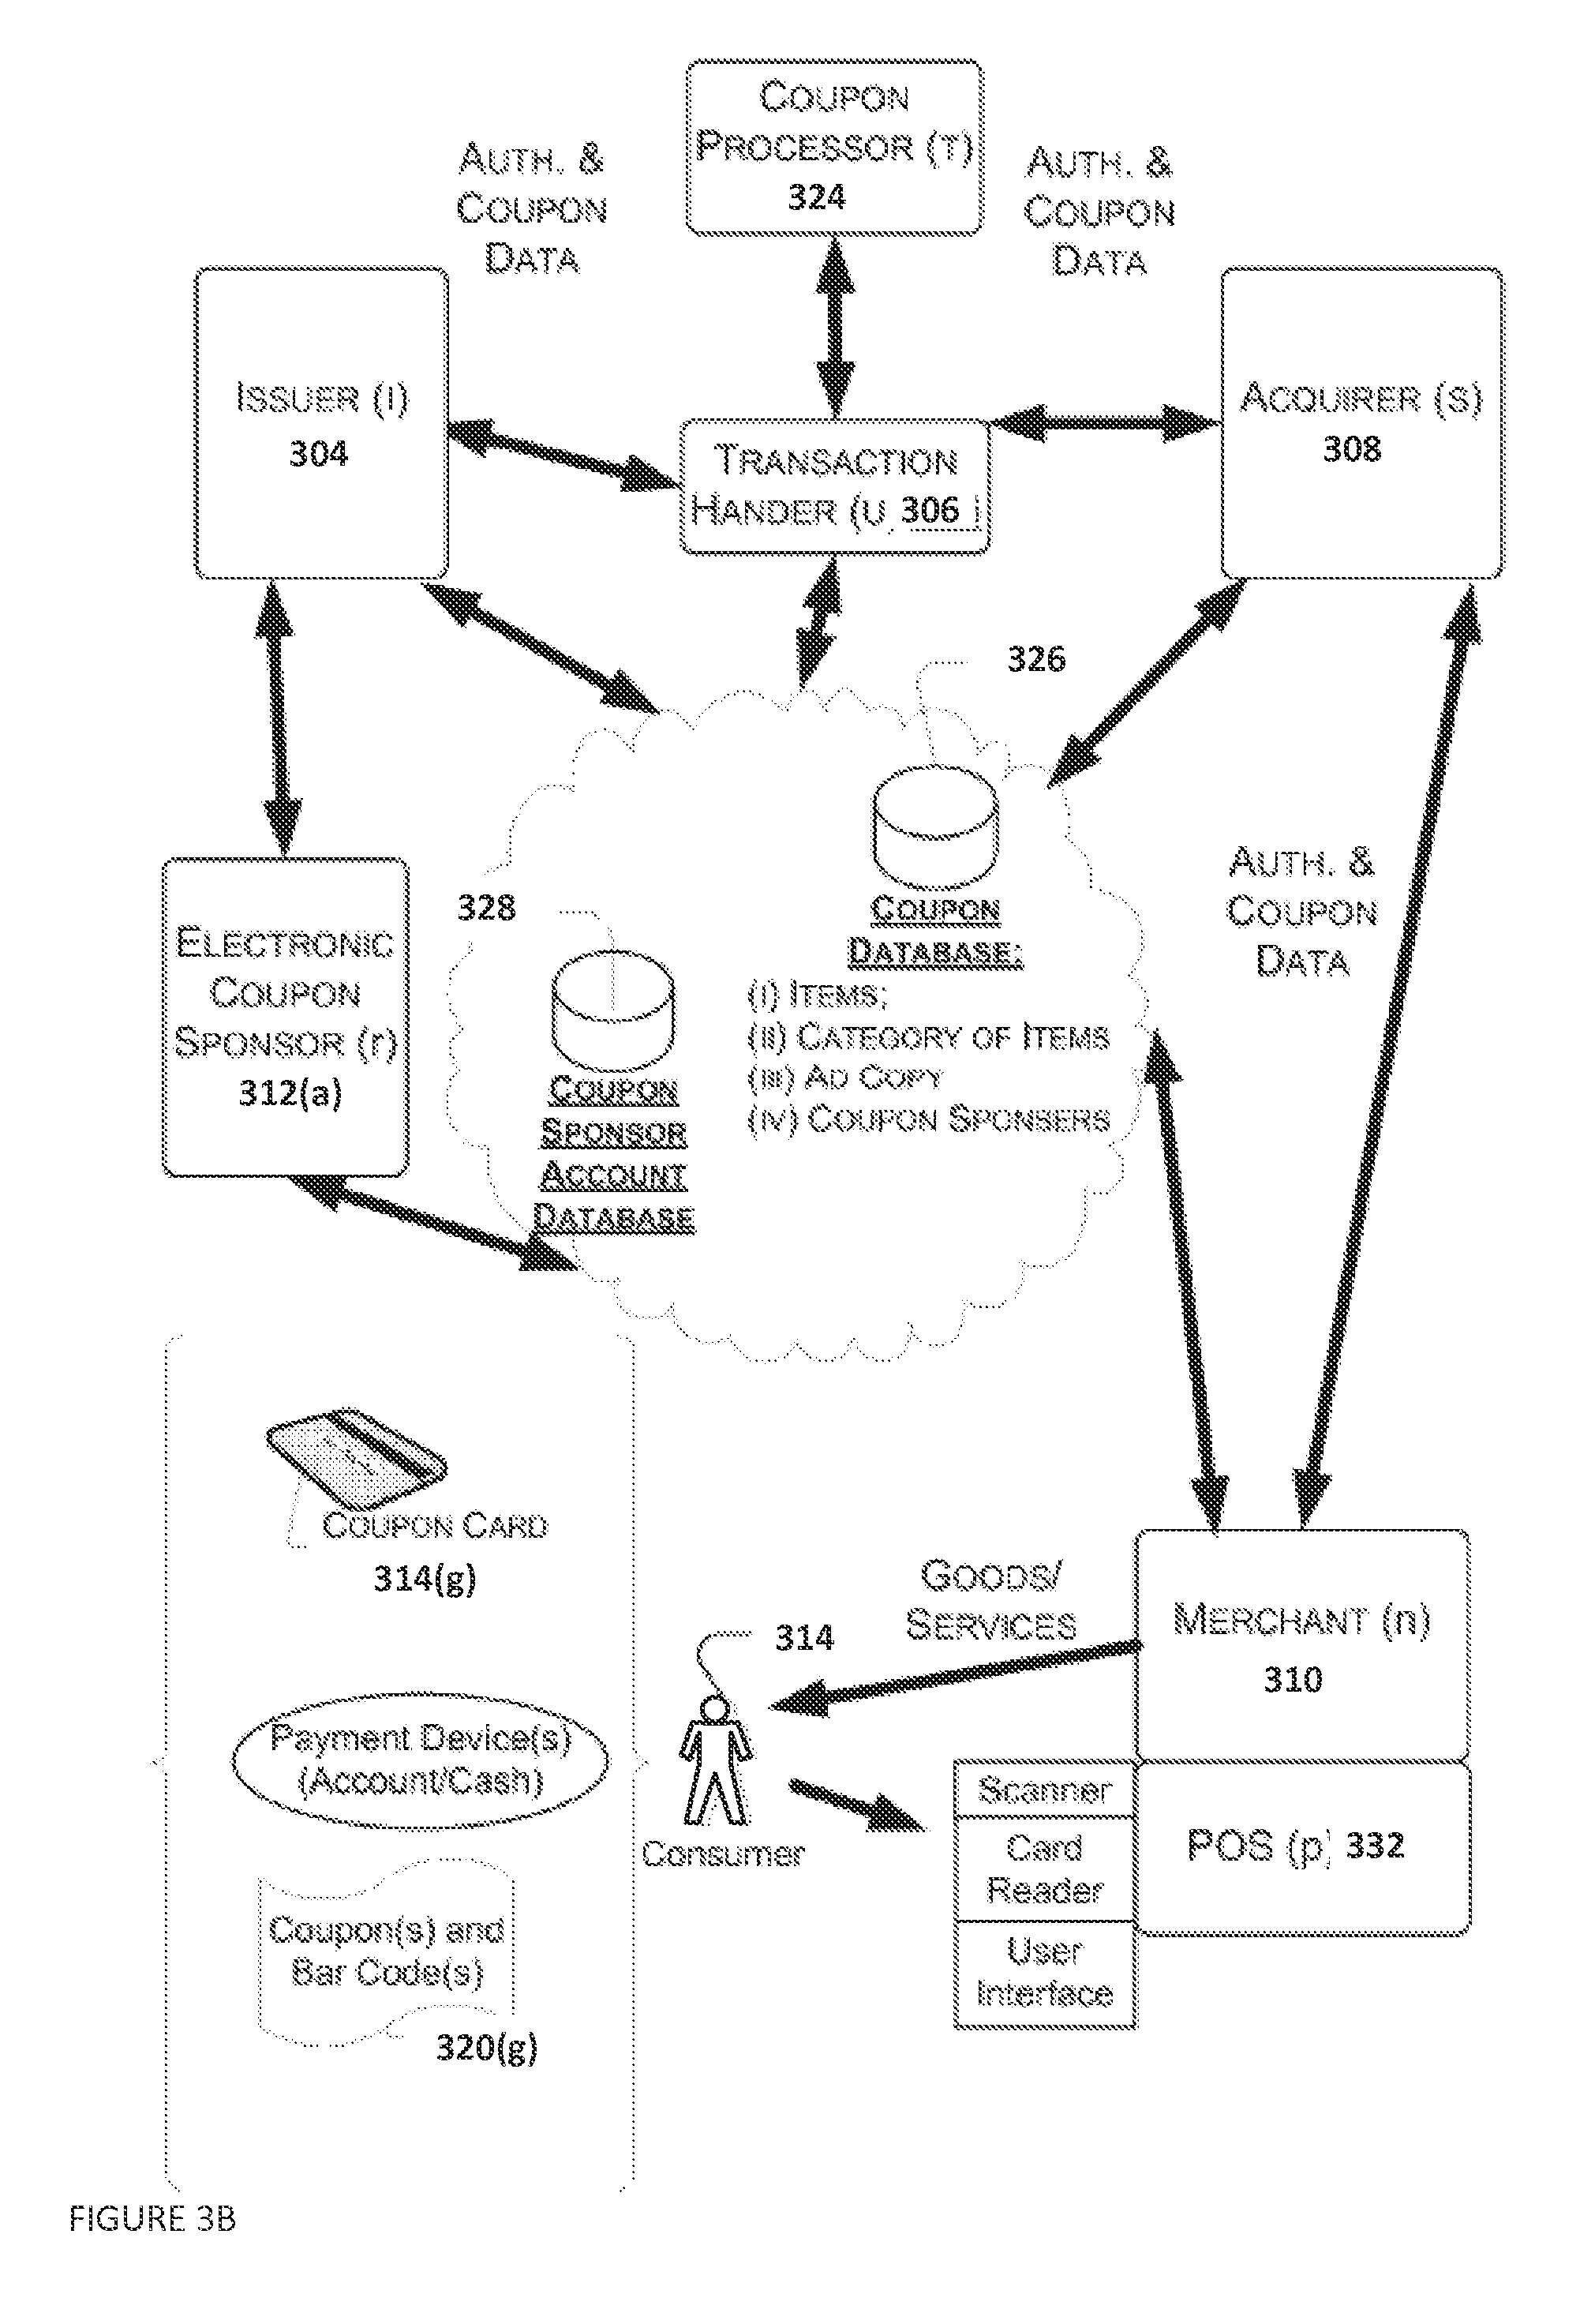 COUPON
PROCESSOR (T)
324
AUTH. &
COUPON
DATA
AUTH. &
COUPON
DATA
ISSUER (I)
304
TRANSACTION
HANDER (U 306 )
ACQUIRER (S)
308
326
328
COUPON
DATABASE:
(I) ITEMS;
(II) CATEGORY OF ITEMS
(III) AD COPY
(IV) COUPON SPONSERS
COUPON
SPONSOR
ACCOUNT
DATABASE
ELECTRONIC
COUPON
SPONSOR (r)
312(a)
AUTH. &
COUPON
DATA
COUPON CARD
314(g)
Payment Device(s)
(Account/Cash)
Coupon(s) and
Bar Code(s)
320(g)
314
Consumer
GOODS/
SERVICES
MERCHANT (n)
310
Scanner
Card
Reader
User
Interface
POS (p) 332
FIGURE 3B